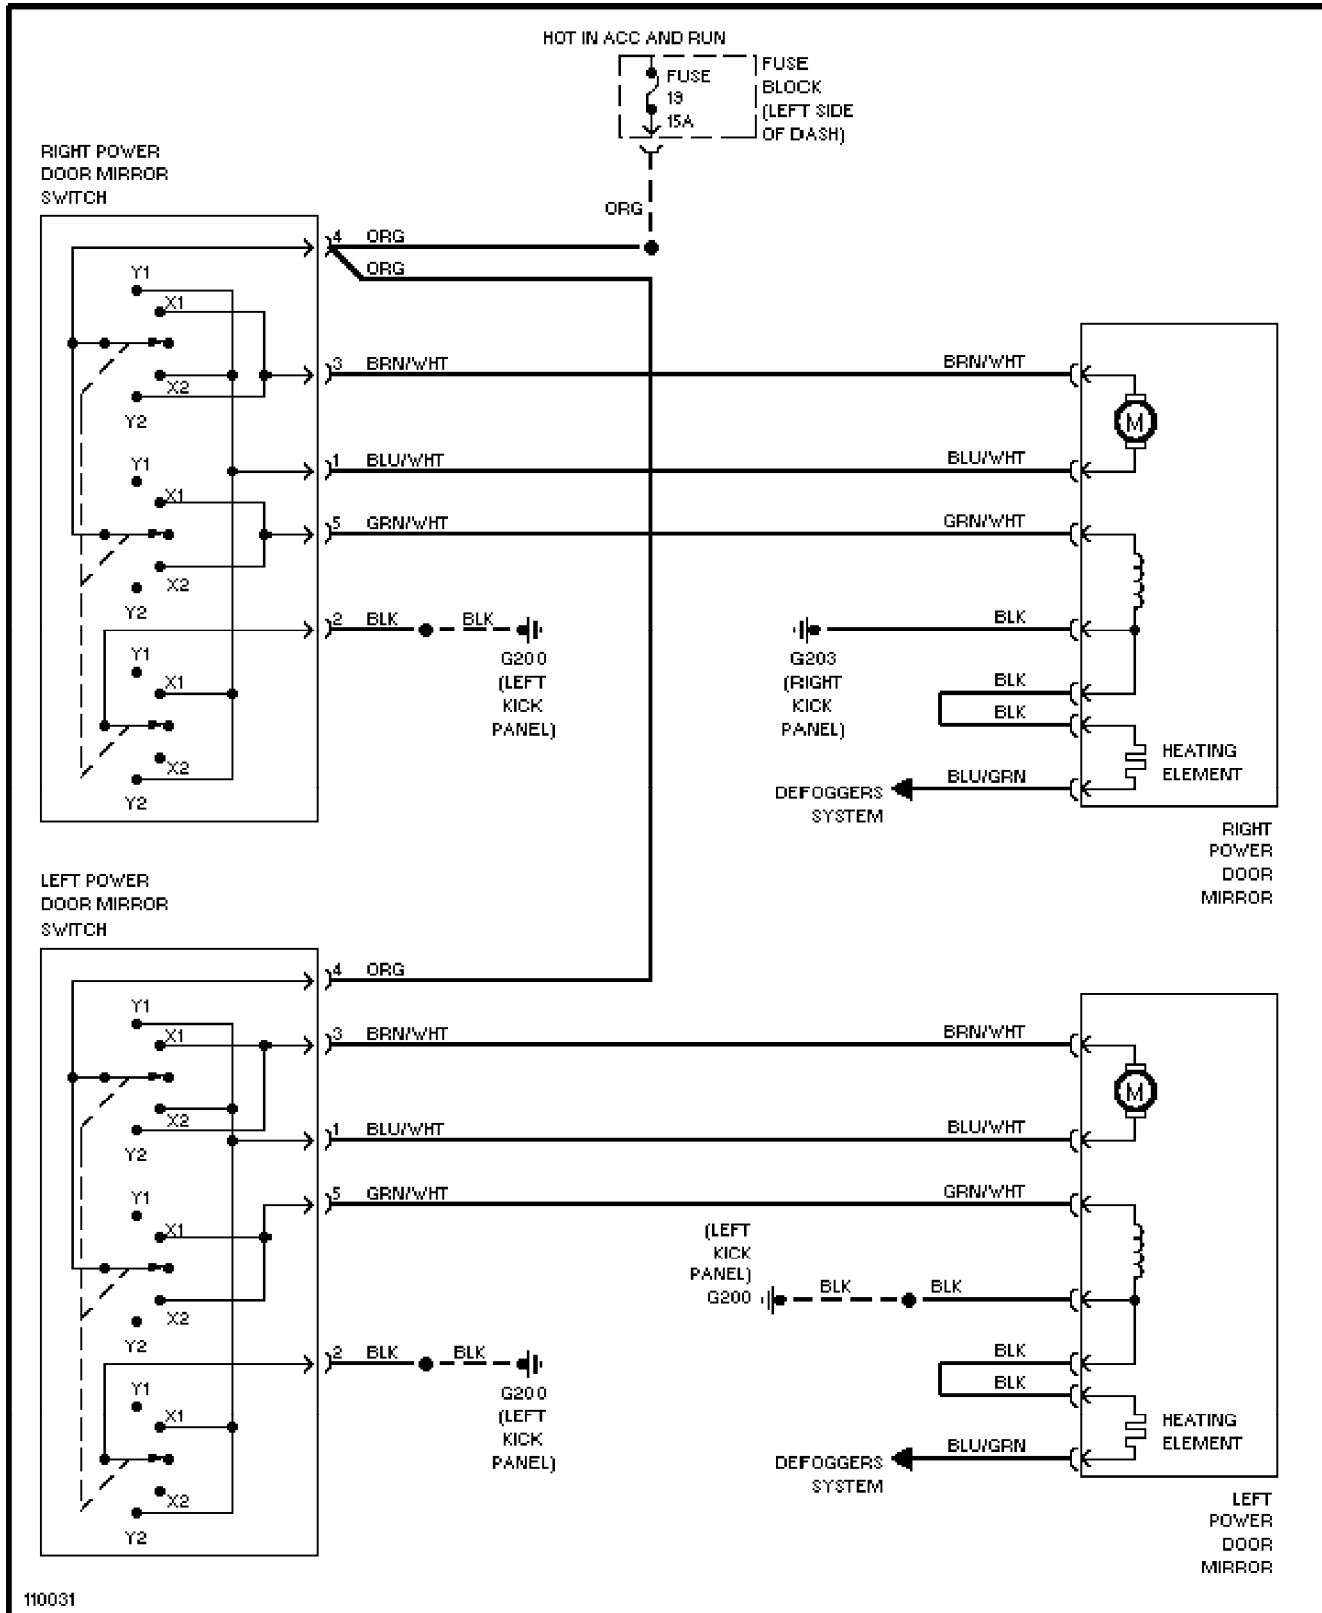 HOT IN ACC AND RUN
FUSE
19
15A
FUSE
BLOCK
(LEFT SIDE
OF DASH)
ORG
RIGHT POWER
DOOR MIRROR
SWITCH
4 ORG
ORG
Y1
X1
X2
Y2
3 BRN/WHT
BRN/WHT
M
Y1
X1
X2
Y2
1 BLU/WHT
BLU/WHT
5 GRN/WHT
GRN/WHT
2 BLK
BLK
G200
(LEFT
KICK
PANEL)
BLK
G203
(RIGHT
KICK
PANEL)
BLK
BLK
Y1
X1
X2
Y2
HEATING
ELEMENT
BLU/GRN
DEFOGGERS
SYSTEM
RIGHT
POWER
DOOR
MIRROR
LEFT POWER
DOOR MIRROR
SWITCH
4 ORG
Y1
X1
X2
Y2
3 BRN/WHT
BRN/WHT
M
1 BLU/WHT
BLU/WHT
Y1
X1
X2
Y2
5 GRN/WHT
GRN/WHT
(LEFT
KICK
PANEL)
G200
BLK
BLK
2 BLK
BLK
G200
(LEFT
KICK
PANEL)
BLK
BLK
Y1
X1
X2
Y2
HEATING
ELEMENT
BLU/GRN
DEFOGGERS
SYSTEM
LEFT
POWER
DOOR
MIRROR
110031